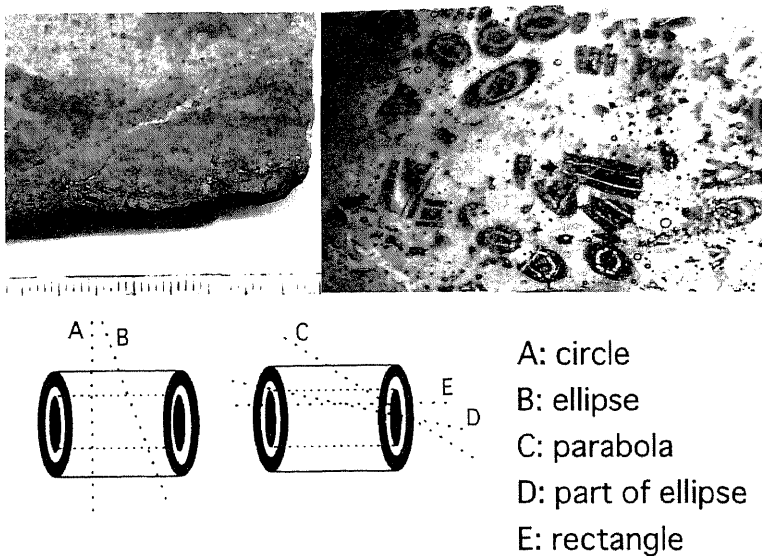 A
B
C
E
D
A: circle
B: ellipse
C: parabola
D: part of ellipse
E: rectangle